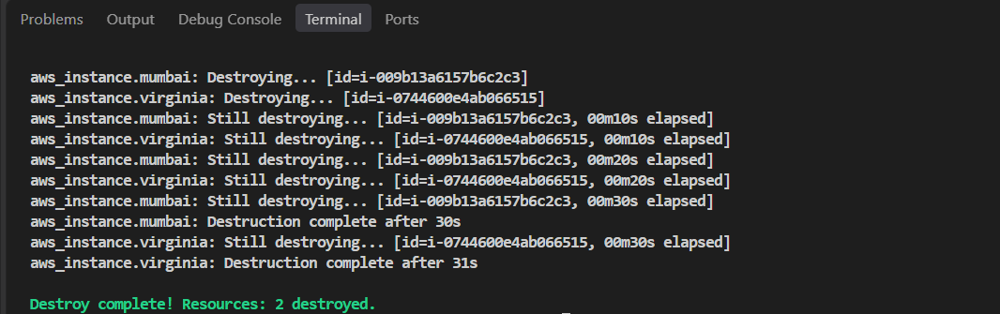 Problems Output Debug Console Terminal Ports
aws_instance.mumbai: Destroying... [id=i-009b13a6157b6c2c3]
aws_instance.virginia: Destroying... [id=i-0744600e4ab066515]
aws_instance.mumbai: Still destroying... [id=i-009b13a6157b6c2c3, 00m10s elapsed]
aws_instance.virginia: Still destroying... [id=i-0744600e4ab066515, 00m10s elapsed]
aws_instance.mumbai: Still destroying... [id=i-009b13a6157b6c2c3, 00m20s elapsed]
aws_instance.virginia: Still destroying... [id=i-0744600e4ab066515, 00m20s elapsed]
aws_instance.mumbai: Still destroying... [id=i-009b13a6157b6c2c3, 00m30s elapsed]
aws_instance.mumbai: Destruction complete after 30s
aws_instance.virginia: Still destroying... [id=i-0744600e4ab066515, 00m30s elapsed]
aws_instance.virginia: Destruction complete after 31s
Destroy complete! Resources: 2 destroyed.